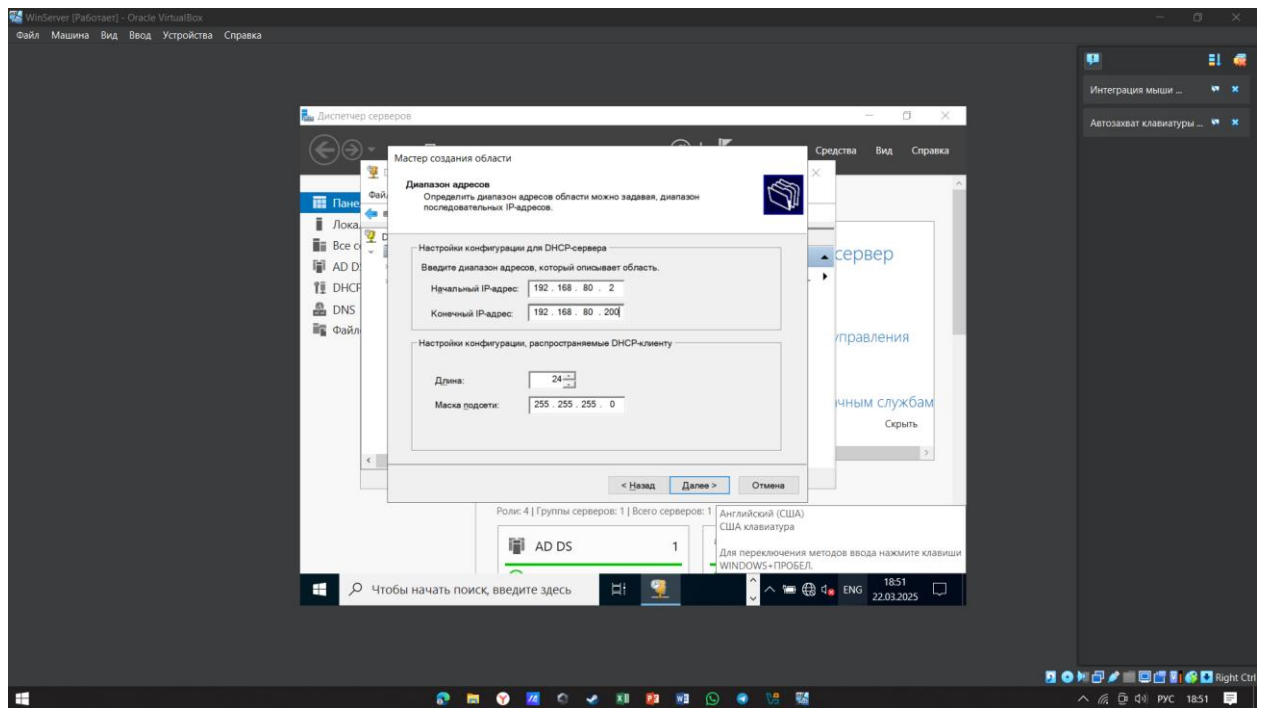 WinServer [Работает] - Oracle VirtualBox
Файл Машина Вид Ввод Устройства Справка
Интеграция мыши ...
Автозахват клавиатуры ...
Диспетчер серверов
Средства Вид Справка
Мастер создания области
Диапазон адресов
Определить диапазон адресов области можно задавая, диапазон
последовательных IP-адресов.
Настройки конфигурации для DHCP-сервера
Введите диапазон адресов, который описывает область.
Начальный IP-адрес: 192 . 168 . 80 . 2
Конечный IP-адрес: 192 . 168 . 80 . 200
Настройки конфигурации, распространяемые DHCP-клиенту
Длина: 24
Маска подсети: 255 . 255 . 255 . 0
< Назад Далее > Отмена
Фай
Пане
Лока
Все с
AD D
DHCP
DNS
Файл
сервер
управления
чным службам
Скрыть
Роли: 4 | Группы серверов: 1 | Всего серверов: 1
AD DS 1
Английский (США)
США клавиатура
Для переключения методов ввода нажмите клавиши
WINDOWS+ПРОБЕЛ.
Чтобы начать поиск, введите здесь
ENG
18:51
22.03.2025
Right Ctrl
РУС 18:51